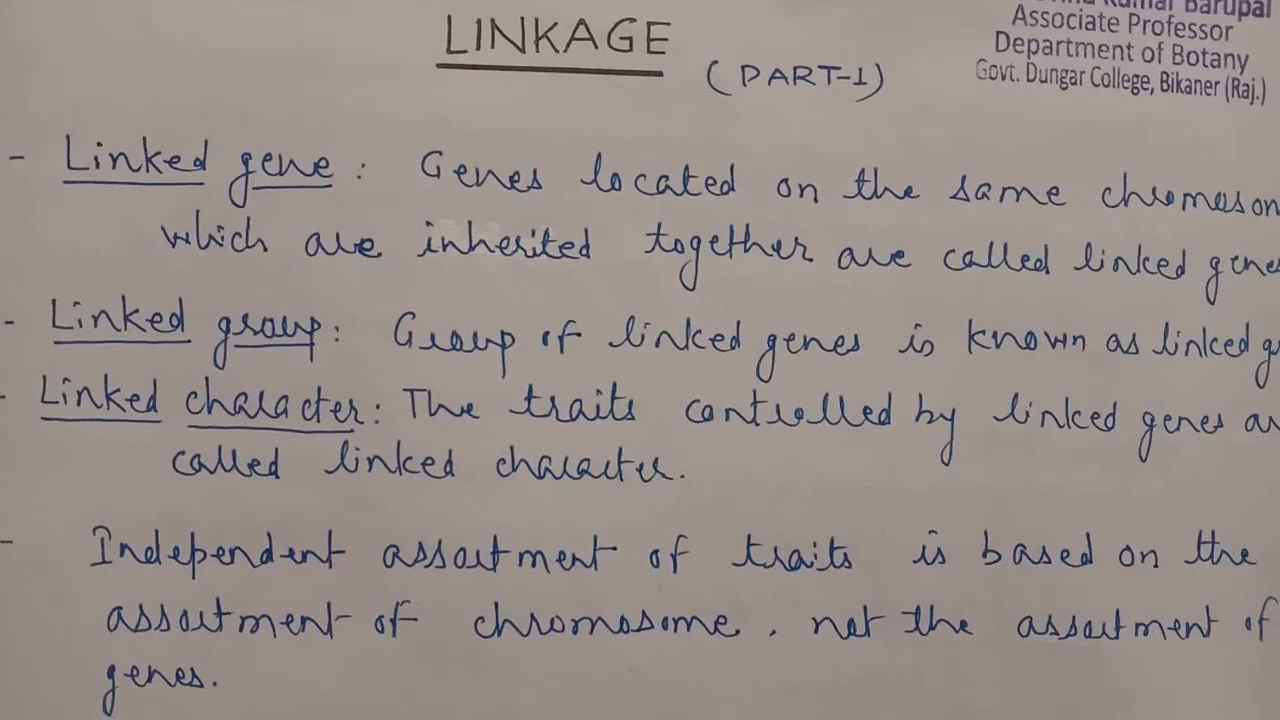 LINKAGE
(PART-1)
Kumar Barupal
Associate Professor
Department of Botany
Govt. Dungar College, Bikaner (Raj.)
- Linked gene : Genes located on the same chromoson
which are inherited together are called linked gene
- Linked group : Group of linked genes is known as linked g
- Linked character : The traits controlled by linked genes a
called linked character.
- Independent assortment of traits is based on the
assortment of chromosome, not the assortment of
genes.